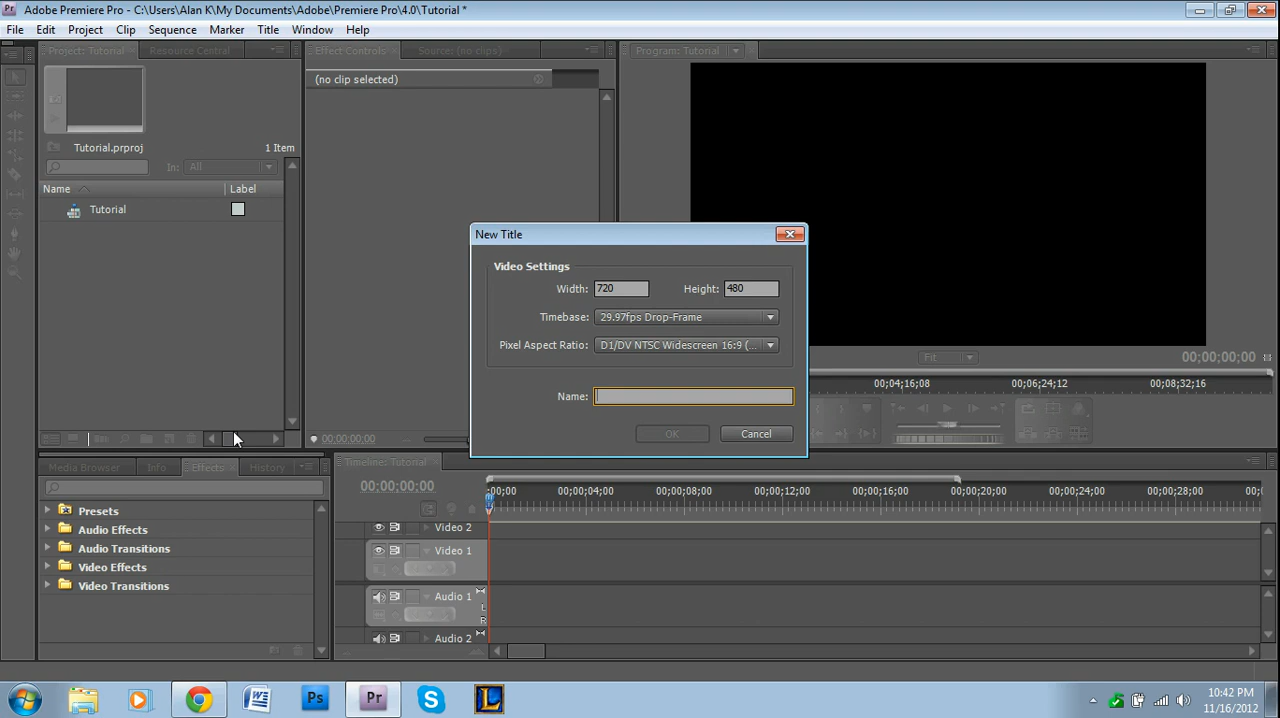 Adobe Premiere Pro - C:\Users\Alan K\My Documents\Adobe\Premiere Pro\4.0\Tutorial *
File Edit Project Clip Sequence Marker Title Window Help
Project: Tutorial Resource Central Effect Controls Source: (no clips) Program: Tutorial
(no clip selected)
Tutorial.prproj 1 Item
In: All
Name Label
Tutorial
New Title
Video Settings
Width: 720 Height: 480
Timebase: 29.97fps Drop-Frame
Pixel Aspect Ratio: D1/DV NTSC Widescreen 16:9 (...
Name:
OK Cancel
Fit 00;00;00;00
00;04;16;08 00;06;24;12 00;08;32;16
00;00;00;00
Media Browser Info Effects History Timeline: Tutorial
00;00;00;00
;00;00 00;00;04;00 00;00;08;00 00;00;12;00 00;00;16;00 00;00;20;00 00;00;24;00 00;00;28;00 00;
Presets
Audio Effects
Audio Transitions
Video Effects
Video Transitions
Video 2
Video 1
Audio 1
L
R
Audio 2
Pr
W
Ps
Pr
S
L
10:42 PM
11/16/2012